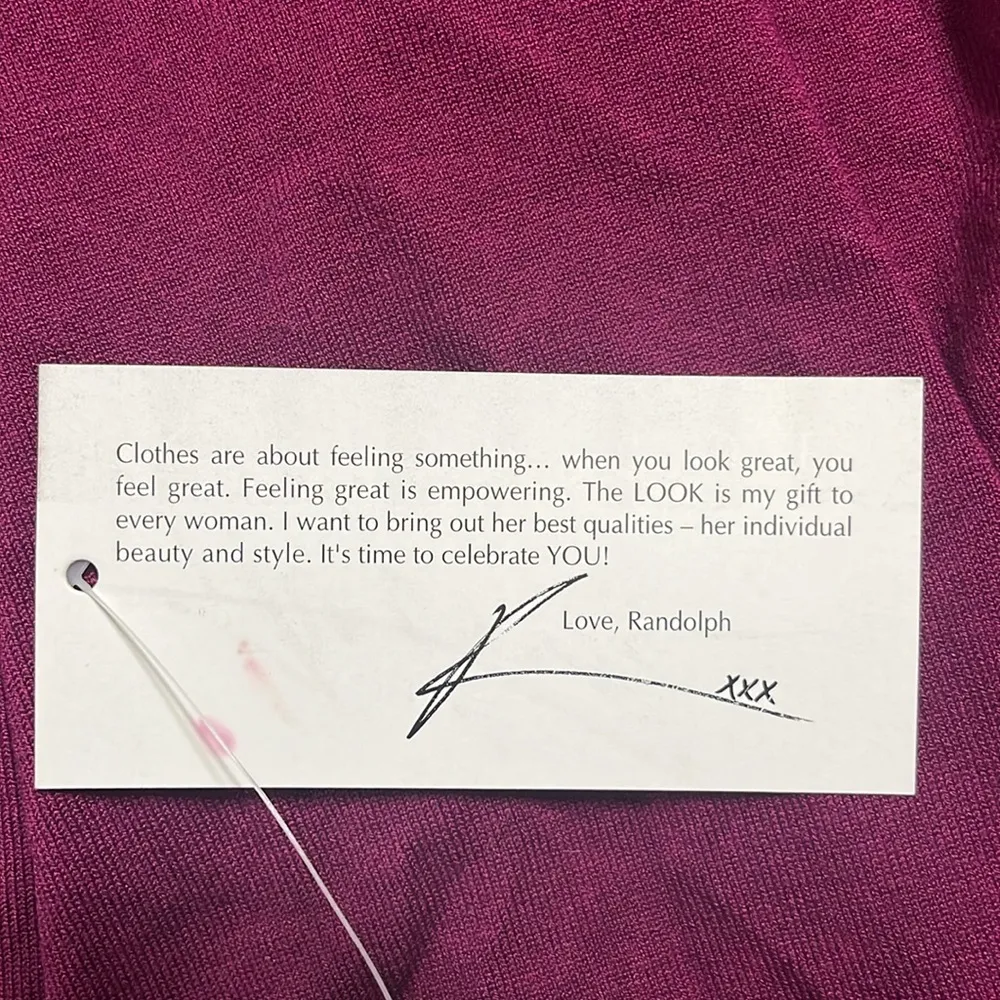 Clothes are about feeling something... when you look great, you
feel great. Feeling great is empowering. The LOOK is my gift to
every woman. I want to bring out her best qualities – her individual
beauty and style. It's time to celebrate YOU!
Love, Randolph
xxx